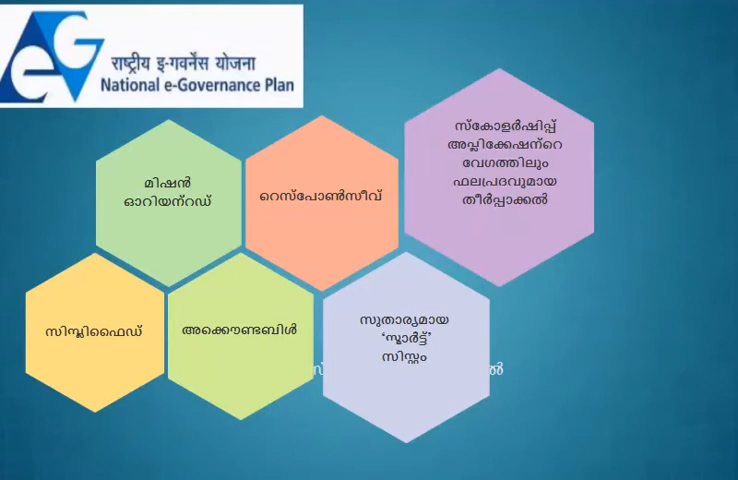 राष्ट्रीय इ-गवर्नेंस योजना
National e-Governance Plan
മിഷൻ
ഓറിയന്റഡ്
റെസ്പോൺസീവ്
സ്കോളർഷിപ്പ്
അപ്ലിക്കേഷന്റെ
വേഗത്തിലും
ഫലപ്രദവുമായ
തീർപ്പാക്കൽ
സിമ്പ്ലിഫൈഡ്
അക്കൌണ്ടബിൾ
സുതാര്യമായ
‘സ്മാർട്ട്’
സിസ്റ്റം